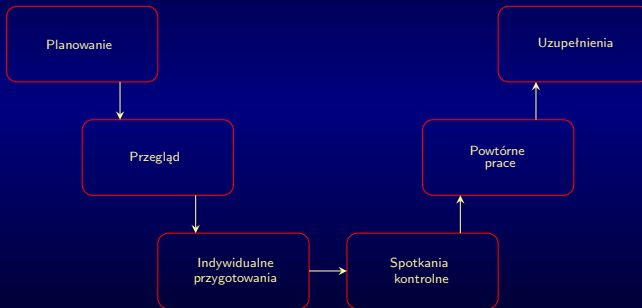 Planowanie
Przegląd
Indywidualne
przygotowania
Spotkania
kontrolne
Powtórne
prace
Uzupełnienia